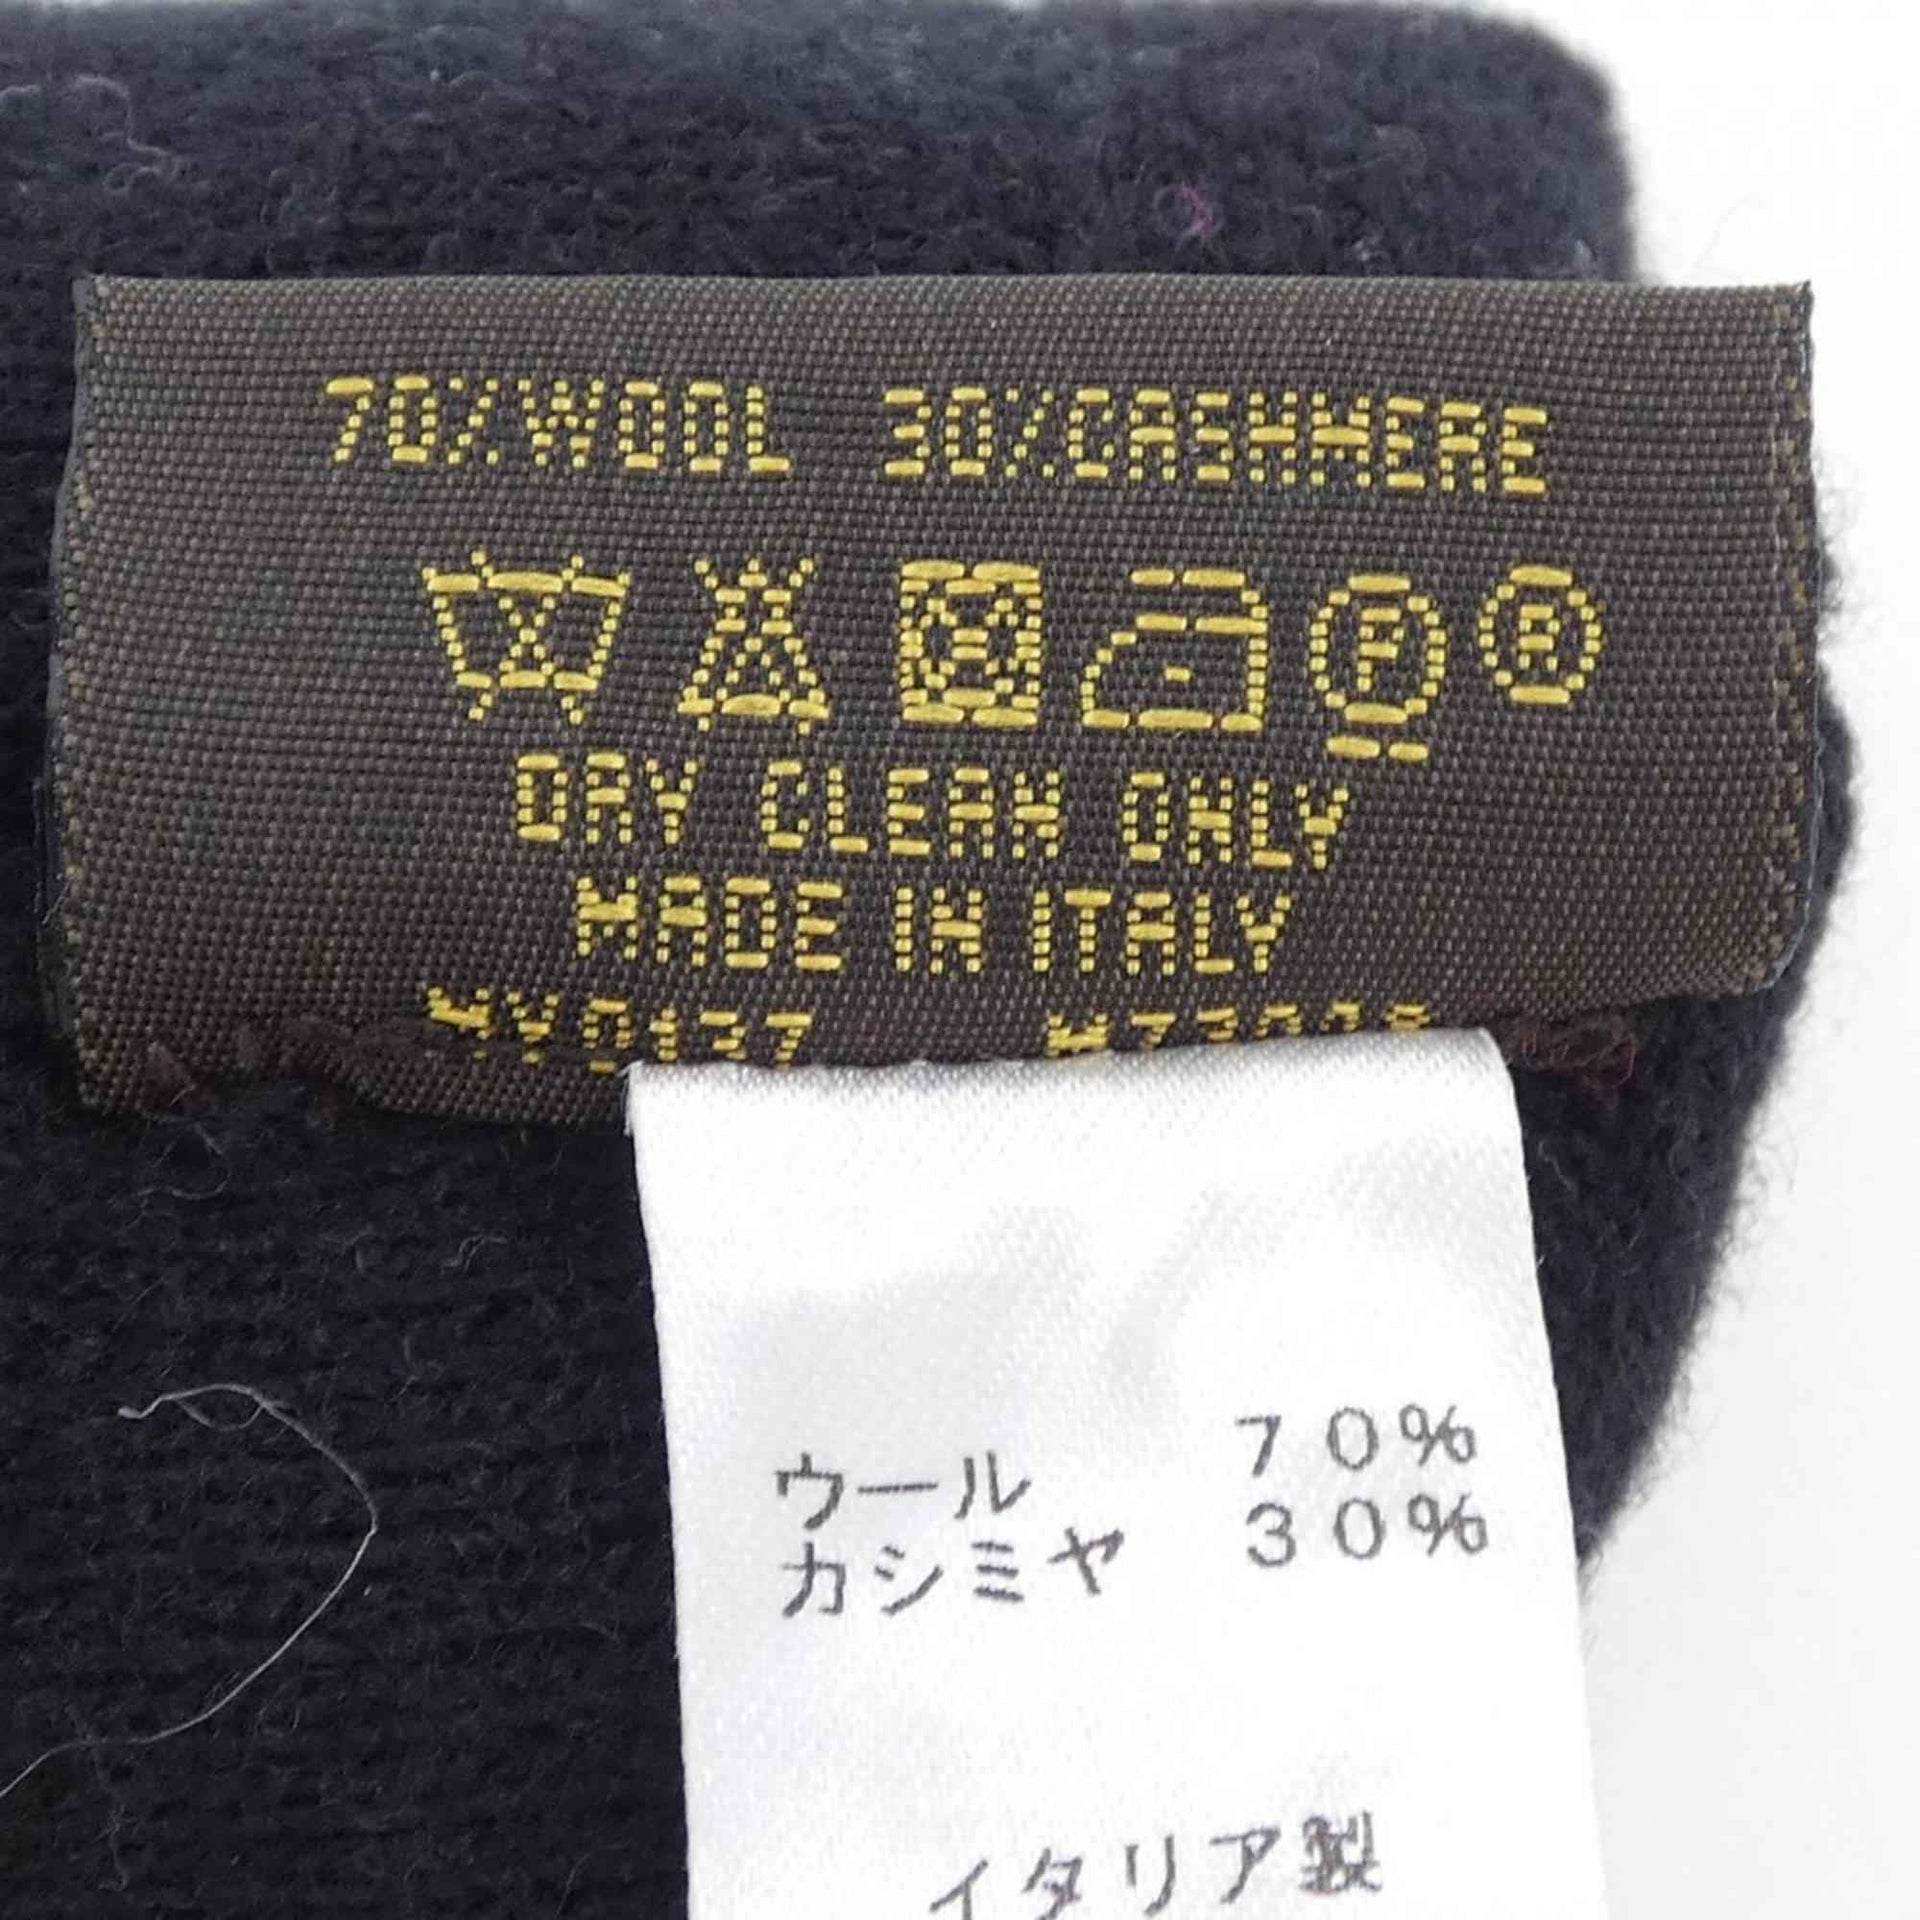 70%WOOL 30%CASHMERE
P R
DRY CLEAN ONLY
MADE IN ITALY
MY0137
ウール 70%
カシミヤ 30%
イタリア製